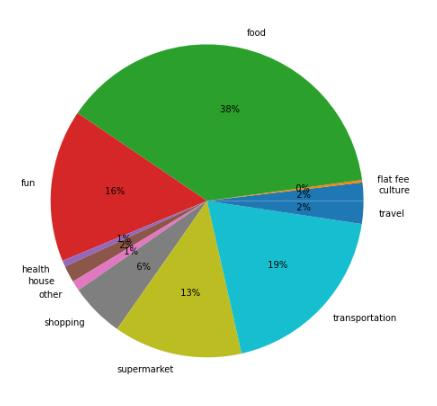 food
38%
flat fee
0%
culture
2%
travel
2%
fun
16%
health
1%
house
2%
other
1%
shopping
6%
supermarket
13%
transportation
19%